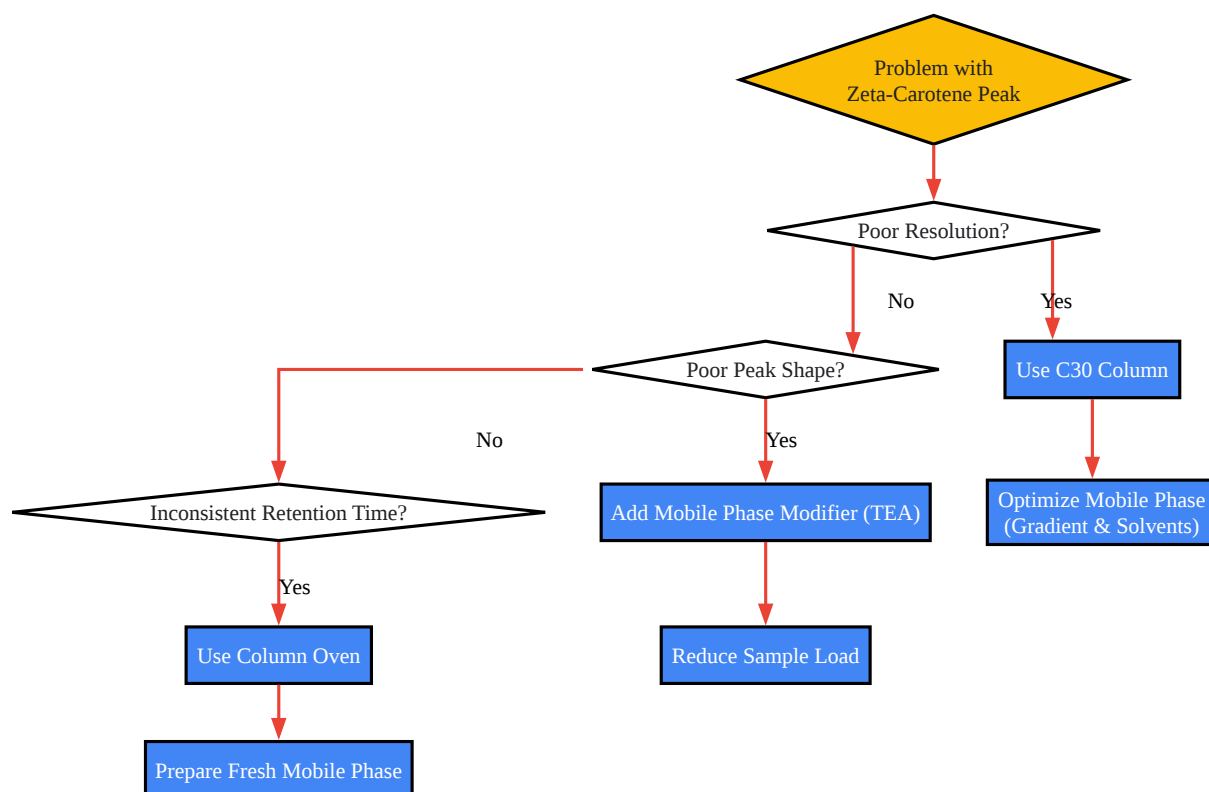 Problem with
Zeta-Carotene Peak
Poor Resolution?
No
Yes
Poor Peak Shape?
Use C30 Column
No
Yes
Inconsistent Retention Time?
Add Mobile Phase Modifier (TEA)
Optimize Mobile Phase
(Gradient & Solvents)
Yes
Use Column Oven
Reduce Sample Load
Prepare Fresh Mobile Phase